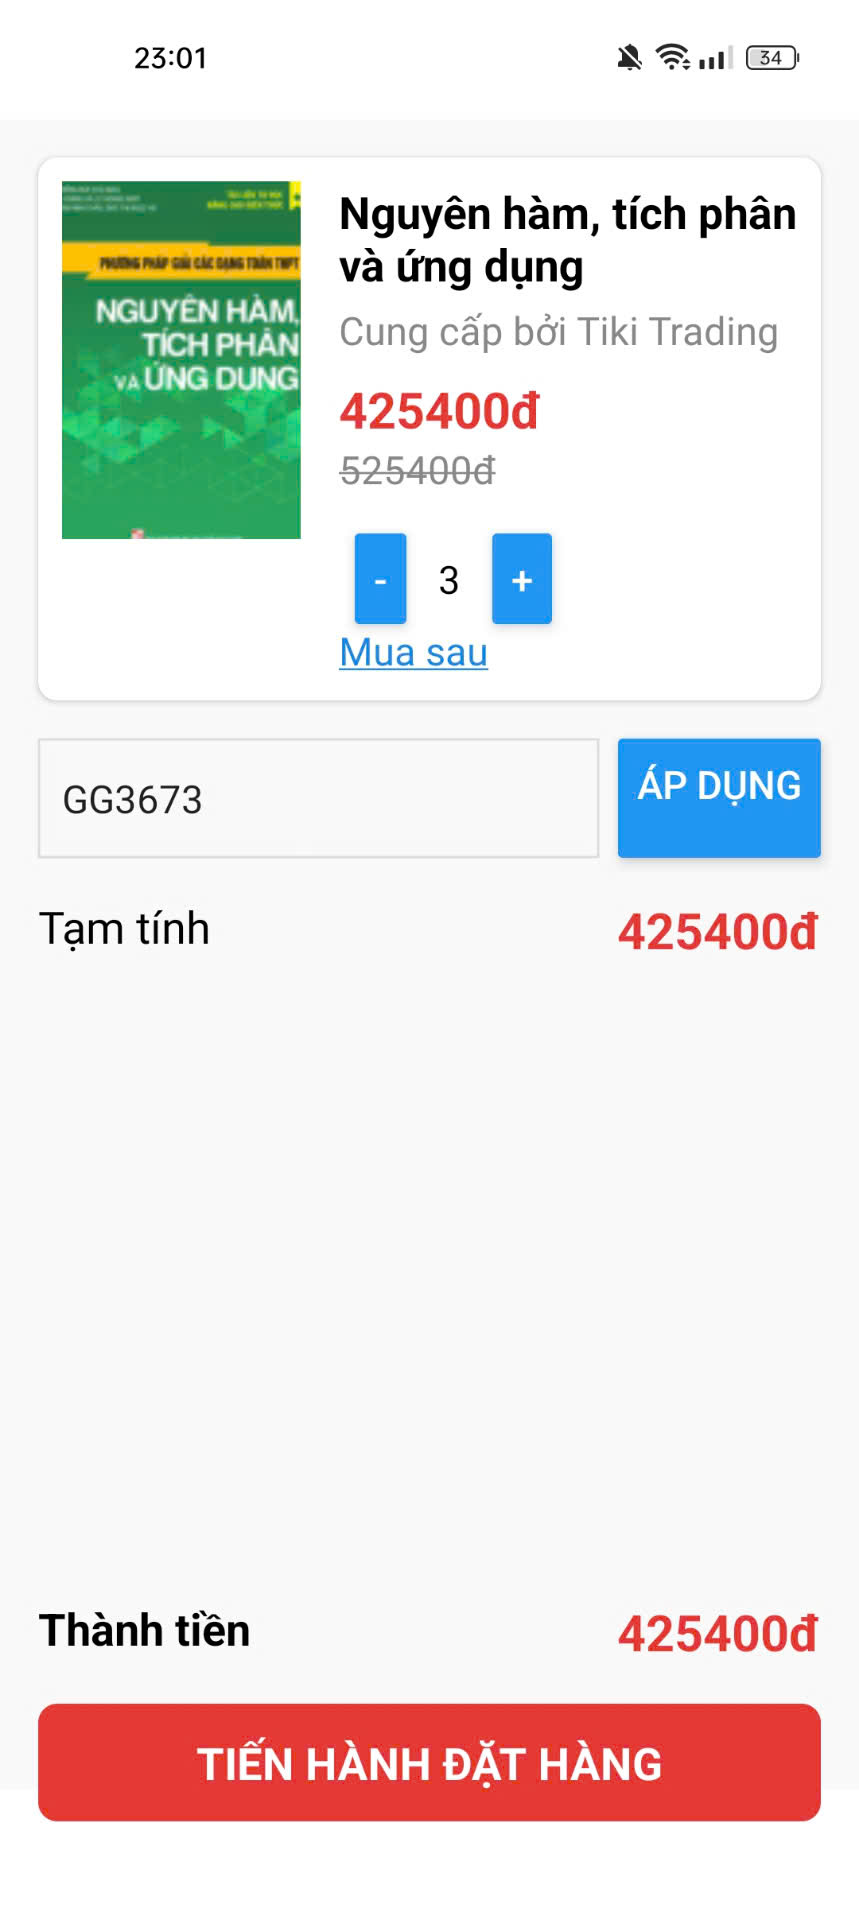 23:01
34
PHƯƠNG PHÁP GIẢI CÁC DẠNG TOÁN THPT
NGUYÊN HÀM,
TÍCH PHÂN
VÀ ỨNG DỤNG
Nguyên hàm, tích phân
và ứng dụng
Cung cấp bởi Tiki Trading
425400đ
525400đ
- 3 +
Mua sau
GG3673
ÁP DỤNG
Tạm tính 425400đ
Thành tiền 425400đ
TIẾN HÀNH ĐẶT HÀNG